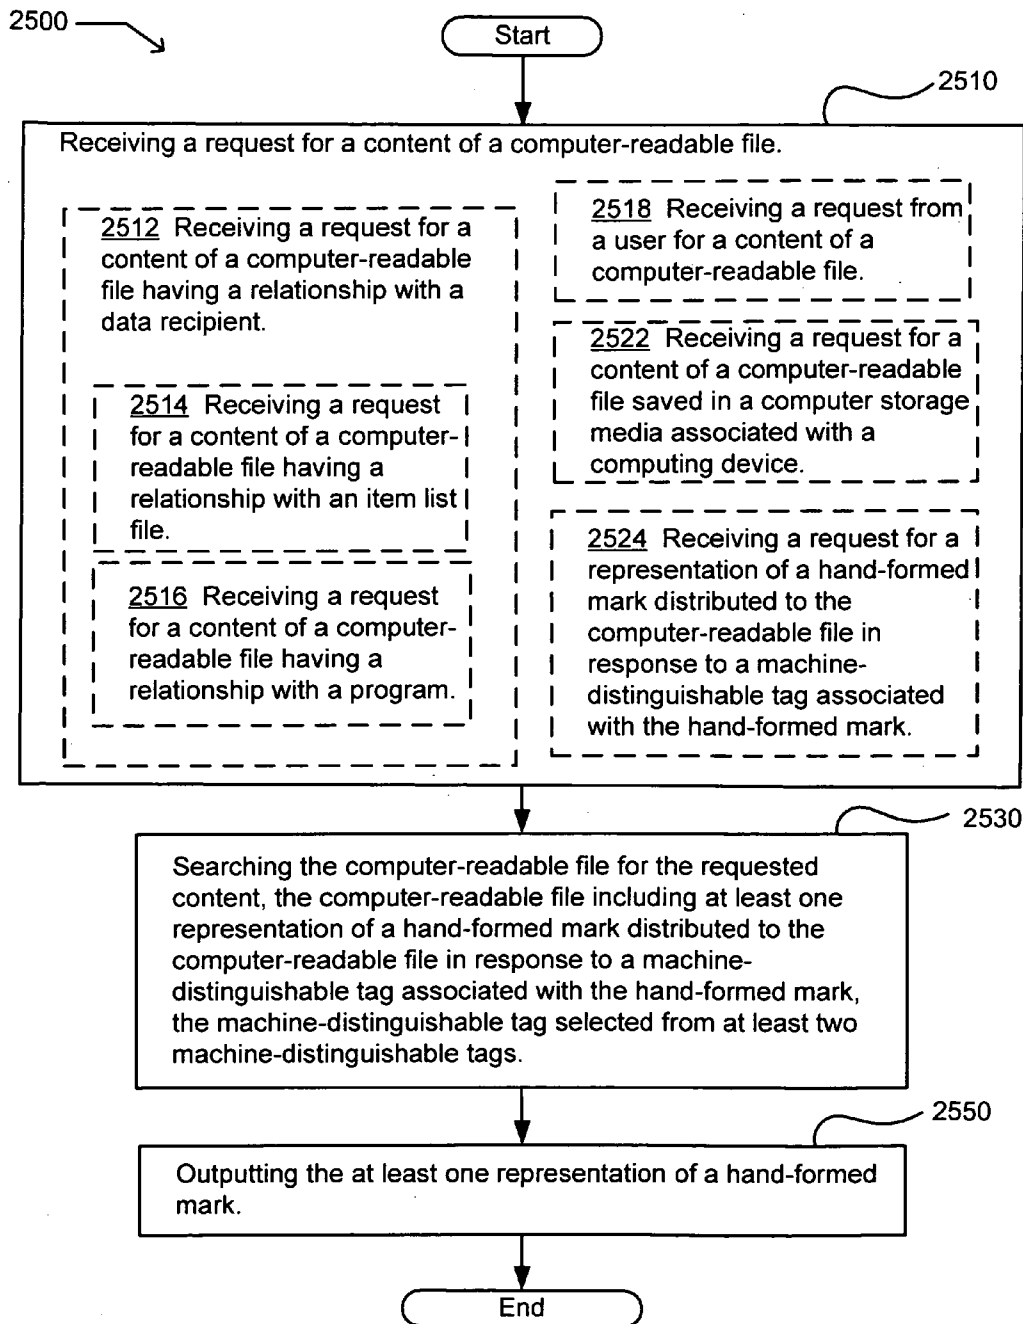 2500
Start
2510
Receiving a request for a content of a computer-readable file.
2512 Receiving a request for a
content of a computer-readable
file having a relationship with a
data recipient.
2514 Receiving a request
for a content of a computer-
readable file having a
relationship with an item list
file.
2516 Receiving a request
for a content of a computer-
readable file having a
relationship with a program.
2518 Receiving a request from
a user for a content of a
computer-readable file.
2522 Receiving a request for a
content of a computer-readable
file saved in a computer storage
media associated with a
computing device.
2524 Receiving a request for a
representation of a hand-formed
mark distributed to the
computer-readable file in
response to a machine-
distinguishable tag associated
with the hand-formed mark.
2530
Searching the computer-readable file for the requested
content, the computer-readable file including at least one
representation of a hand-formed mark distributed to the
computer-readable file in response to a machine-
distinguishable tag associated with the hand-formed mark,
the machine-distinguishable tag selected from at least two
machine-distinguishable tags.
2550
Outputting the at least one representation of a hand-formed
mark.
End